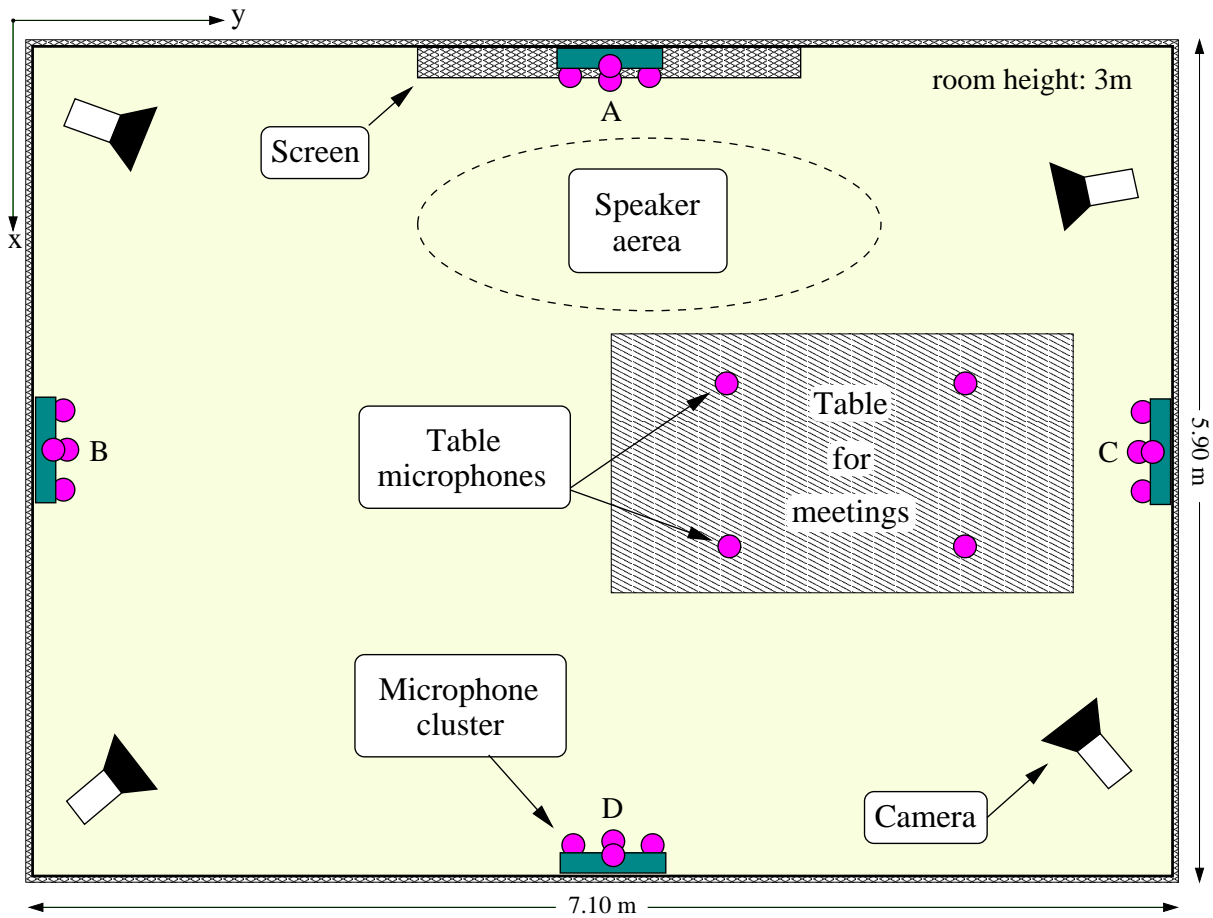 y
room height: 3m
A
Screen
Speaker
aerea
x
Table
for
meetings
Table
microphones
B
C
5.90 m
Microphone
cluster
D
Camera
7.10 m